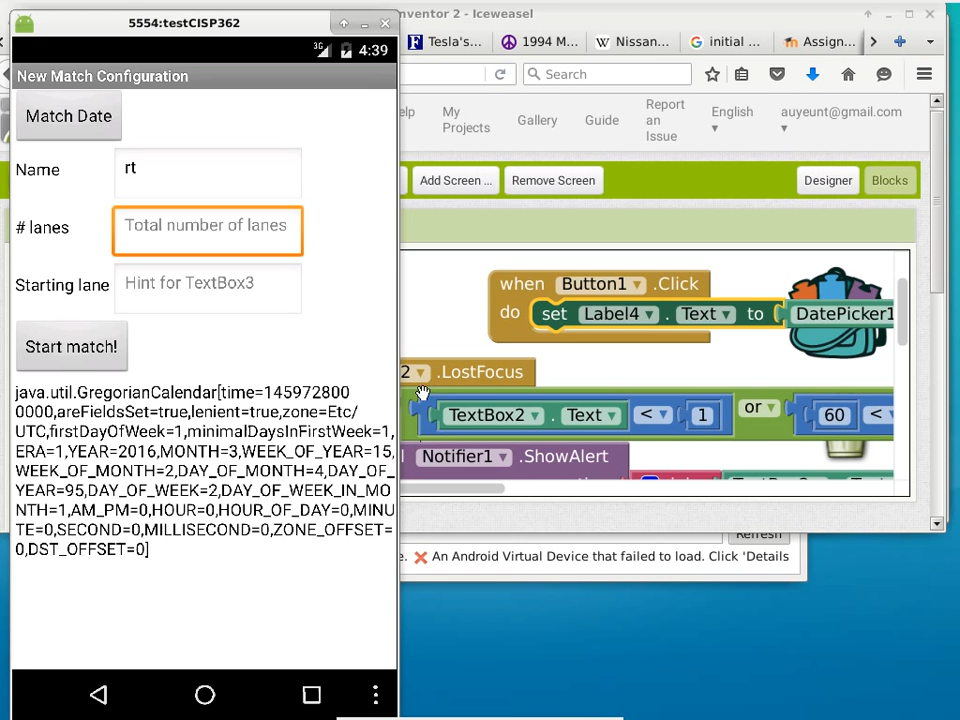 5554:testCISP362
3G
4:39
New Match Configuration
Match Date
Name
rt
# lanes
Total number of lanes
Starting lane
Hint for TextBox3
Start match!
java.util.GregorianCalendar[time=145972800
0000,areFieldsSet=true,lenient=true,zone=Etc/
UTC,firstDayOfWeek=1,minimalDaysInFirstWeek=1,
ERA=1,YEAR=2016,MONTH=3,WEEK_OF_YEAR=15,
WEEK_OF_MONTH=2,DAY_OF_MONTH=4,DAY_OF_
YEAR=95,DAY_OF_WEEK=2,DAY_OF_WEEK_IN_MO
NTH=1,AM_PM=0,HOUR=0,HOUR_OF_DAY=0,MINU
TE=0,SECOND=0,MILLISECOND=0,ZONE_OFFSET=
0,DST_OFFSET=0]
nventor 2 - Iceweasel
Tesla's...
1994 M...
Nissan...
initial ...
Assign...
Search
elp
My Projects
Gallery
Guide
Report an Issue
English
auyeunt@gmail.com
Add Screen ...
Remove Screen
Designer
Blocks
when Button1 .Click
do set Label4 . Text to DatePicker1
2 .LostFocus
TextBox2 . Text < 1 or 60 <
Notifier1 .ShowAlert
Refresh
e. An Android Virtual Device that failed to load. Click 'Details